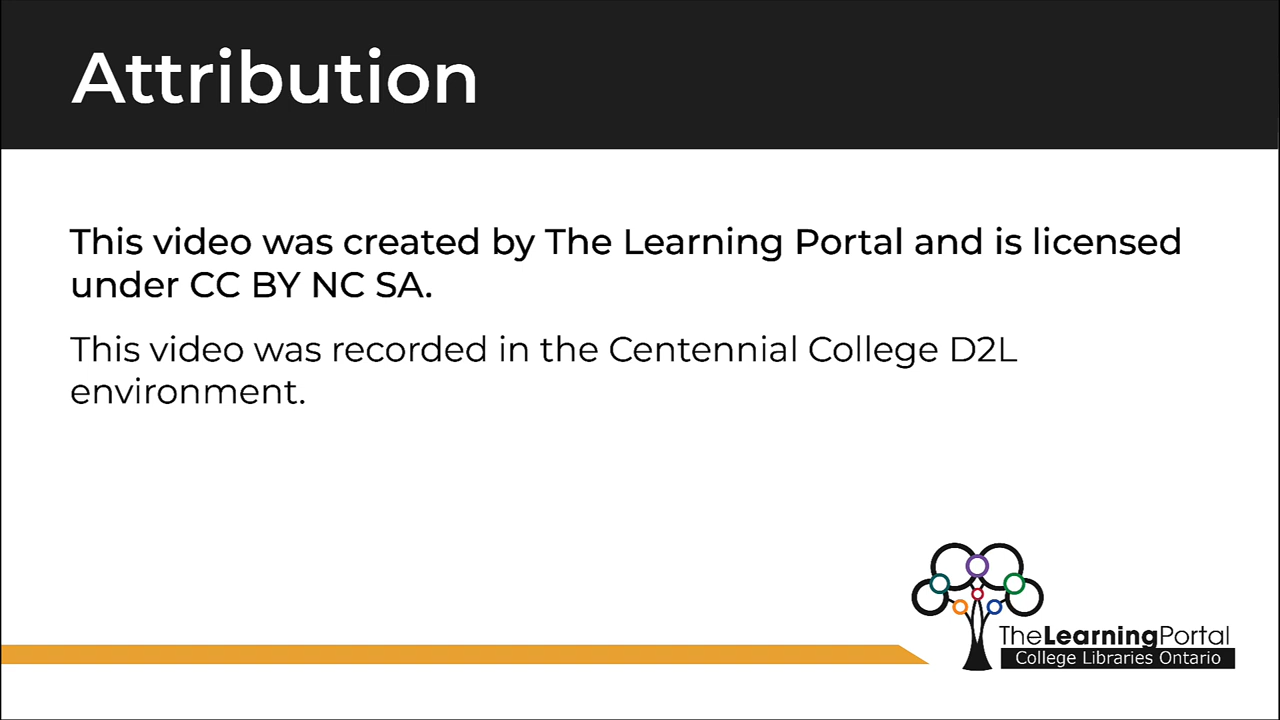 Attribution
This video was created by The Learning Portal and is licensed
under CC BY NC SA.
This video was recorded in the Centennial College D2L
environment.
TheLearningPortal
College Libraries Ontario